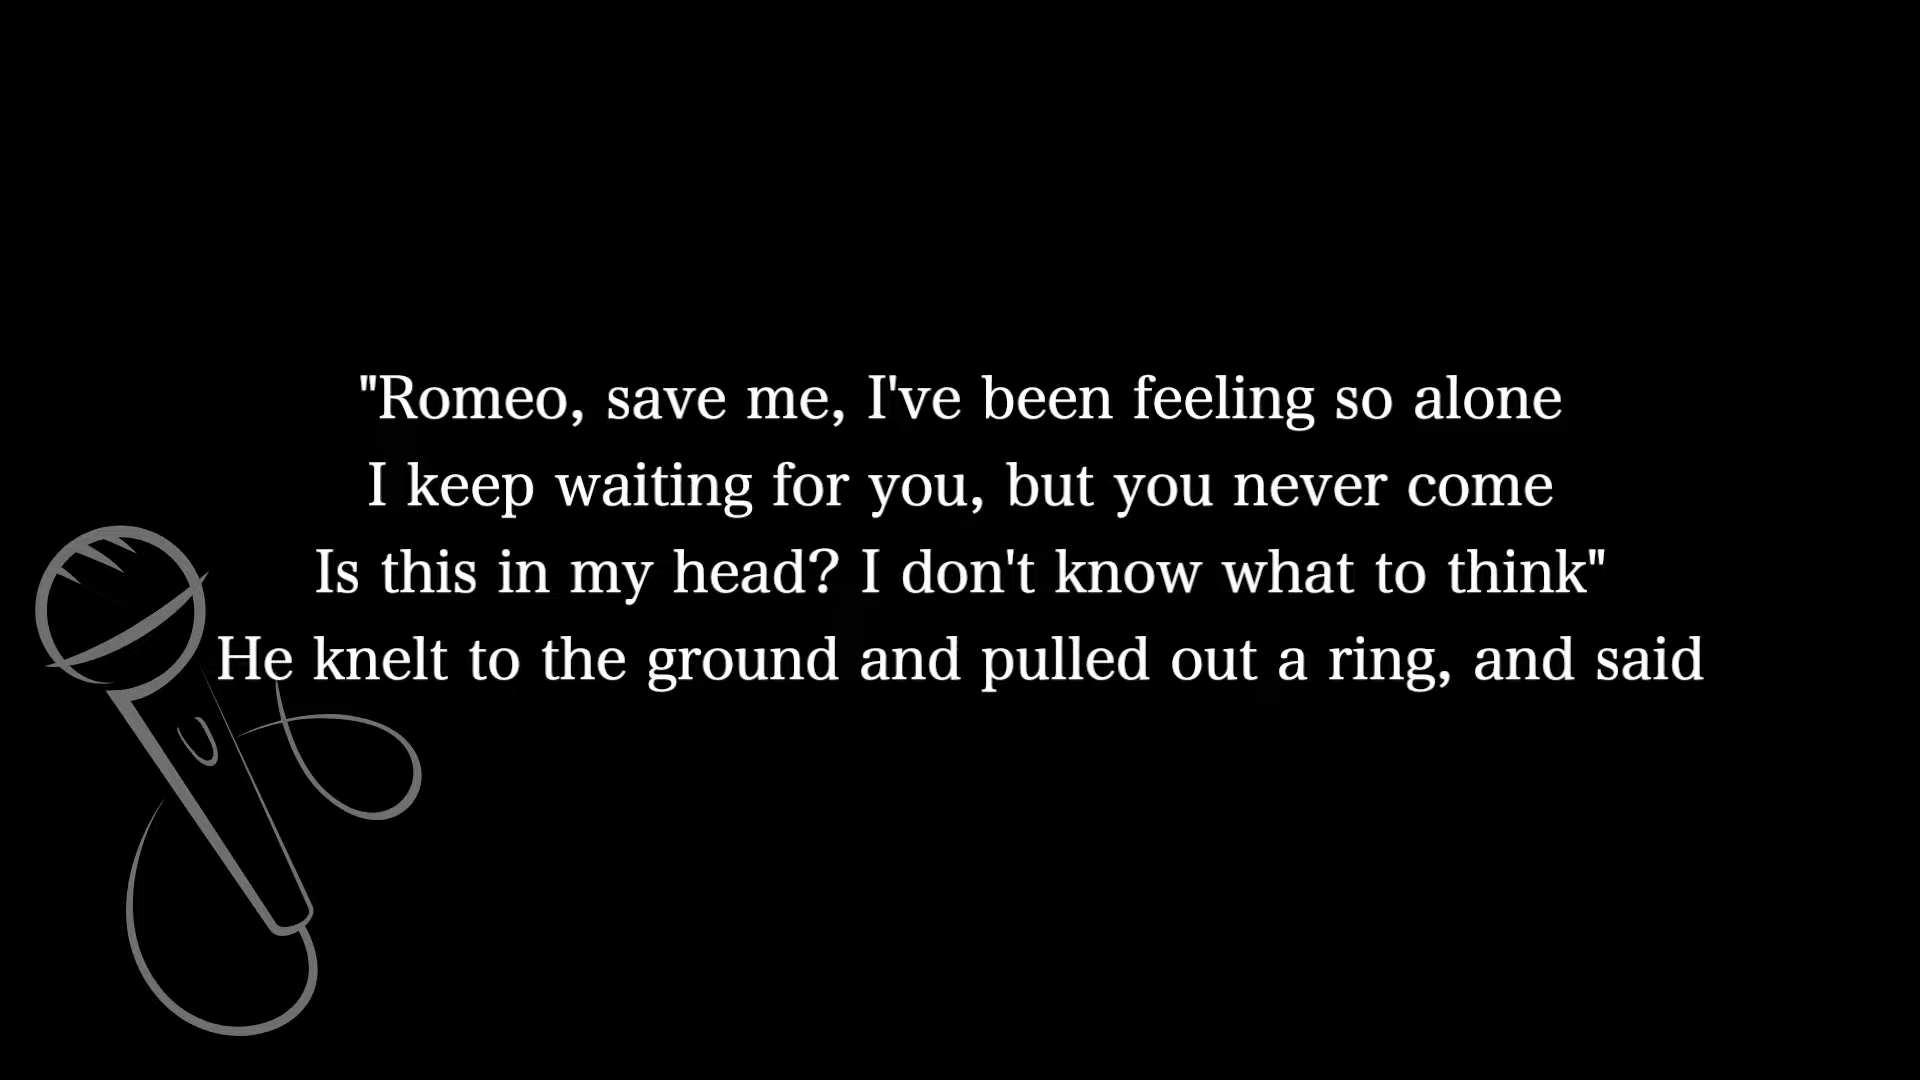 "Romeo, save me, I've been feeling so alone
I keep waiting for you, but you never come
Is this in my head? I don't know what to think"
He knelt to the ground and pulled out a ring, and said